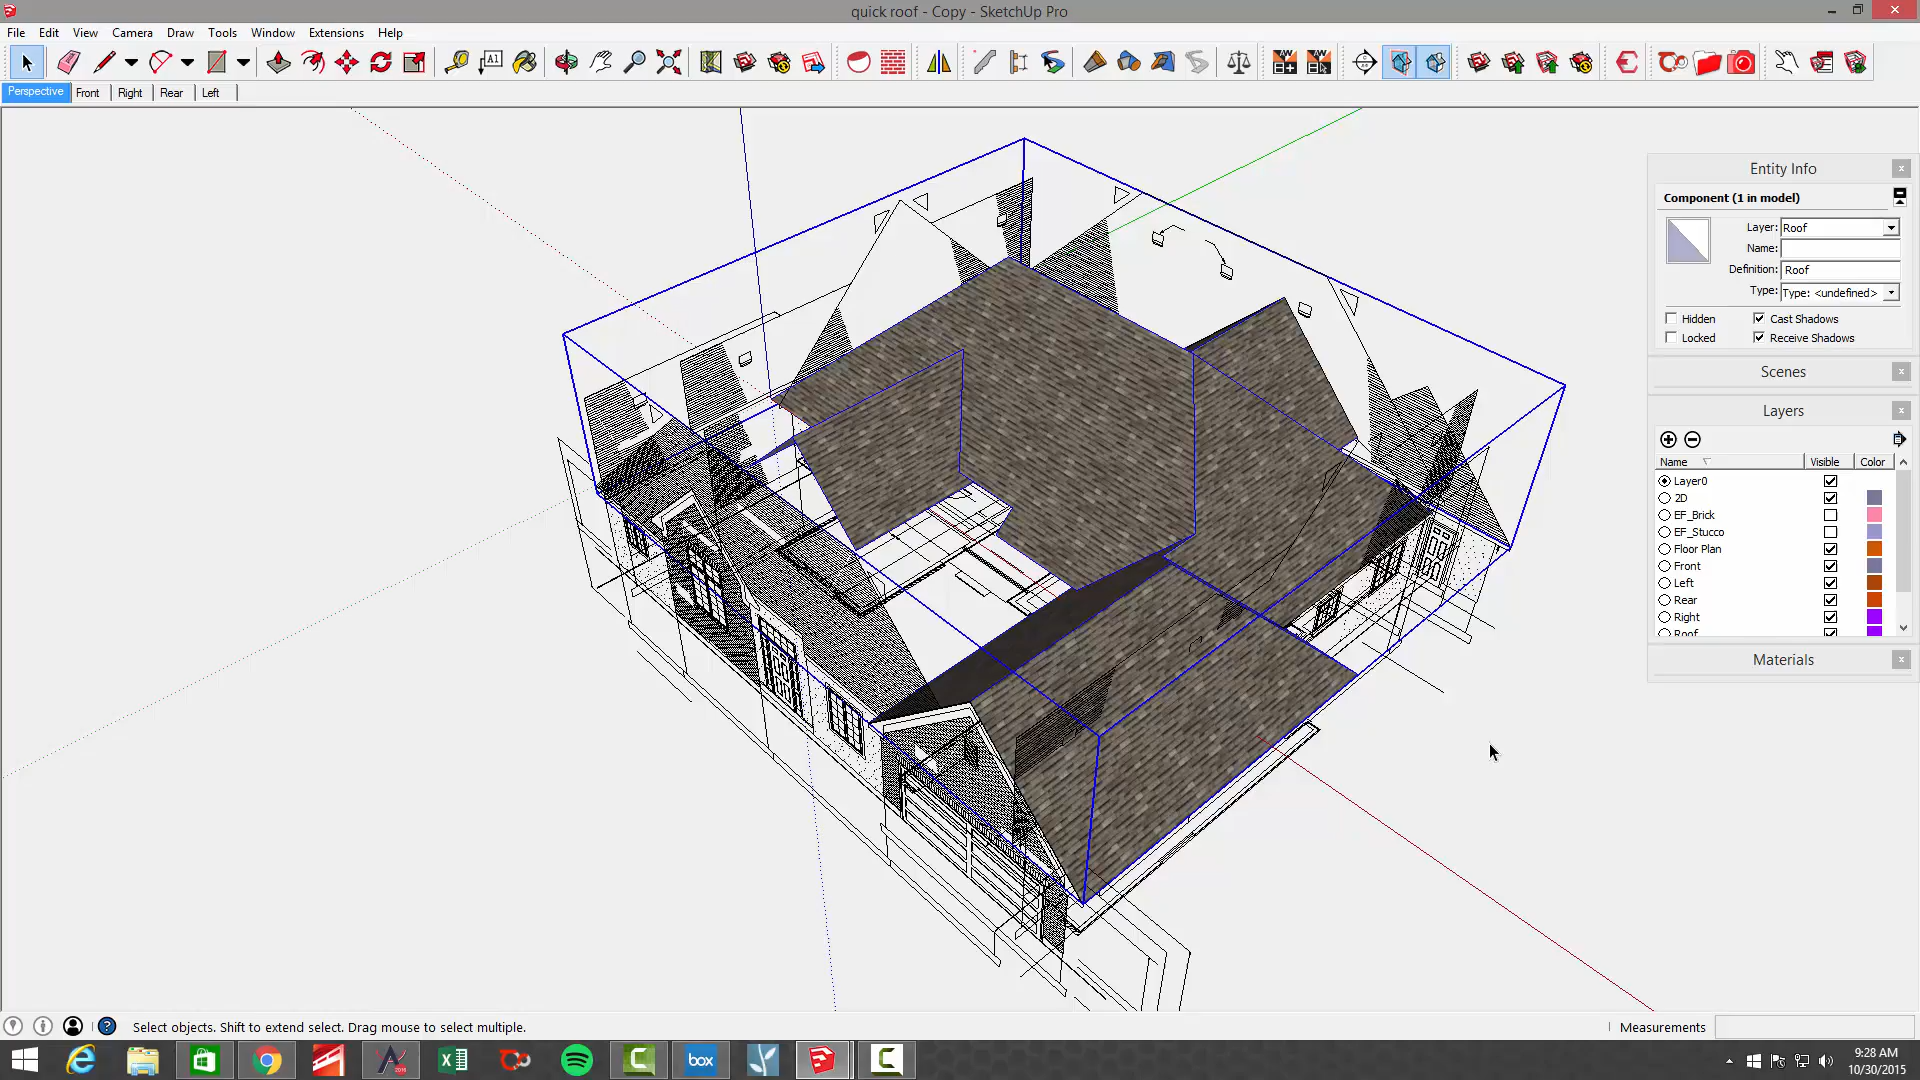 quick roof - Copy - SketchUp Pro
File Edit View Camera Draw Tools Window Extensions Help
A1
Perspective Front Right Rear Left
Entity Info
Component (1 in model)
Layer: Roof
Name:
Definition: Roof
Type: Type: <undefined>
Hidden Cast Shadows
Locked Receive Shadows
Scenes
Layers
Name Visible Color
Layer0
2D
EF_Brick
EF_Stucco
Floor Plan
Front
Left
Rear
Right
Roof
Materials
Select objects. Shift to extend select. Drag mouse to select multiple.
Measurements
box
9:28 AM
10/30/2015